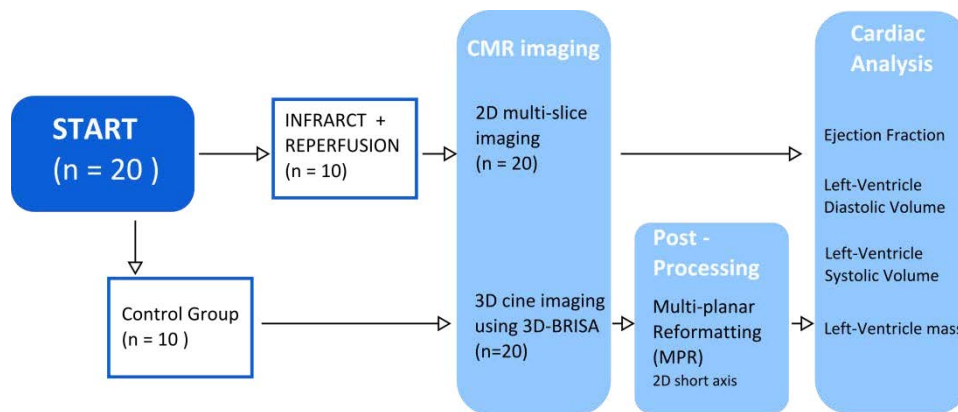 START
(n = 20 )
INFRARCT +
REPERFUSION
(n = 10)
Control Group
(n = 10 )
CMR imaging
2D multi-slice
imaging
(n = 20)
3D cine imaging
using 3D-BRISA
(n=20)
Post -
Processing
Multi-planar
Reformatting
(MPR)
2D short axis
Cardiac
Analysis
Ejection Fraction
Left-Ventricle
Diastolic Volume
Left-Ventricle
Systolic Volume
Left-Ventricle mass